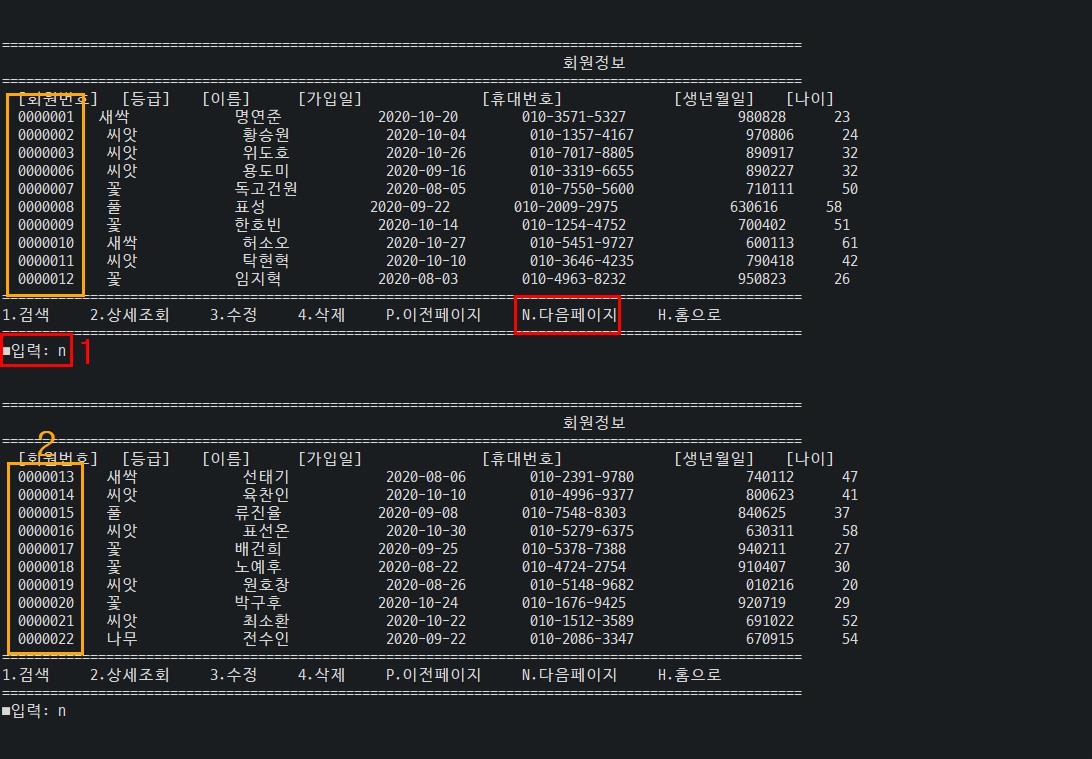 ====================================================================================================
회원정보
====================================================================================================
[회원번호] [등급] [이름] [가입일] [휴대번호] [생년월일] [나이]
0000001 새싹 명연준 2020-10-20 010-3571-5327 980828 23
0000002 씨앗 황승원 2020-10-04 010-1357-4167 970806 24
0000003 씨앗 위도호 2020-10-26 010-7017-8805 890917 32
0000006 씨앗 용도미 2020-09-16 010-3319-6655 890227 32
0000007 꽃 독고건원 2020-08-05 010-7550-5600 710111 50
0000008 풀 표성 2020-09-22 010-2009-2975 630616 58
0000009 꽃 한호빈 2020-10-14 010-1254-4752 700402 51
0000010 새싹 허소오 2020-10-27 010-5451-9727 600113 61
0000011 씨앗 탁현혁 2020-10-10 010-3646-4235 790418 42
0000012 꽃 임지혁 2020-08-03 010-4963-8232 950823 26
====================================================================================================
1.검색 2.상세조회 3.수정 4.삭제 P.이전페이지 N.다음페이지 H.홈으로
====================================================================================================
■입력: n 1
====================================================================================================
회원정보
====================================================================================================
2
[회원번호] [등급] [이름] [가입일] [휴대번호] [생년월일] [나이]
0000013 새싹 선태기 2020-08-06 010-2391-9780 740112 47
0000014 씨앗 육찬인 2020-10-10 010-4996-9377 800623 41
0000015 풀 류진율 2020-09-08 010-7548-8303 840625 37
0000016 씨앗 표선온 2020-10-30 010-5279-6375 630311 58
0000017 꽃 배건희 2020-09-25 010-5378-7388 940211 27
0000018 꽃 노예후 2020-08-22 010-4724-2754 910407 30
0000019 씨앗 원호창 2020-08-26 010-5148-9682 010216 20
0000020 꽃 박구후 2020-10-24 010-1676-9425 920719 29
0000021 씨앗 최소환 2020-10-22 010-1512-3589 691022 52
0000022 나무 전수인 2020-09-22 010-2086-3347 670915 54
====================================================================================================
1.검색 2.상세조회 3.수정 4.삭제 P.이전페이지 N.다음페이지 H.홈으로
====================================================================================================
■입력: n